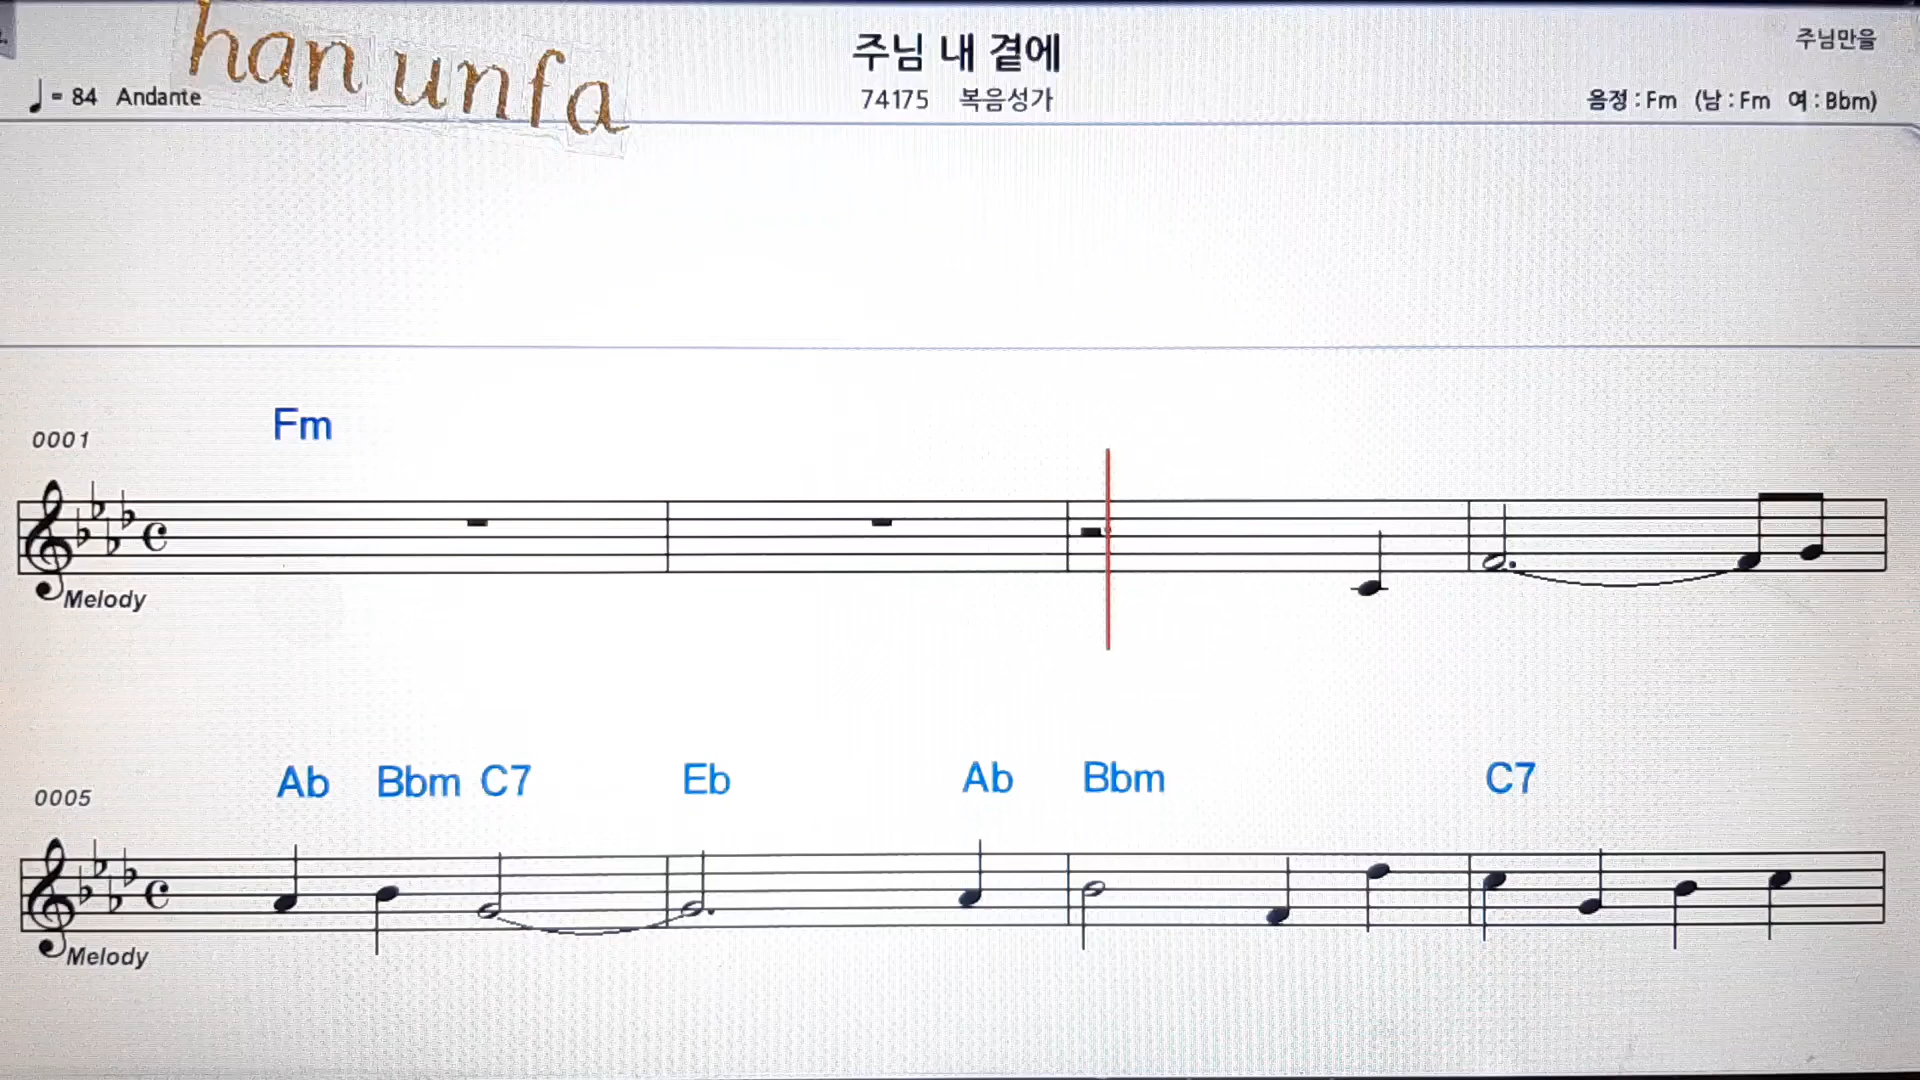 han unfa
주님 내 곁에
주님만을
♩= 84 Andante
74175 복음성가
음정 : Fm (남 : Fm 여 : Bbm)
Fm
0001
Melody
Ab Bbm C7 Eb Ab Bbm C7
0005
Melody